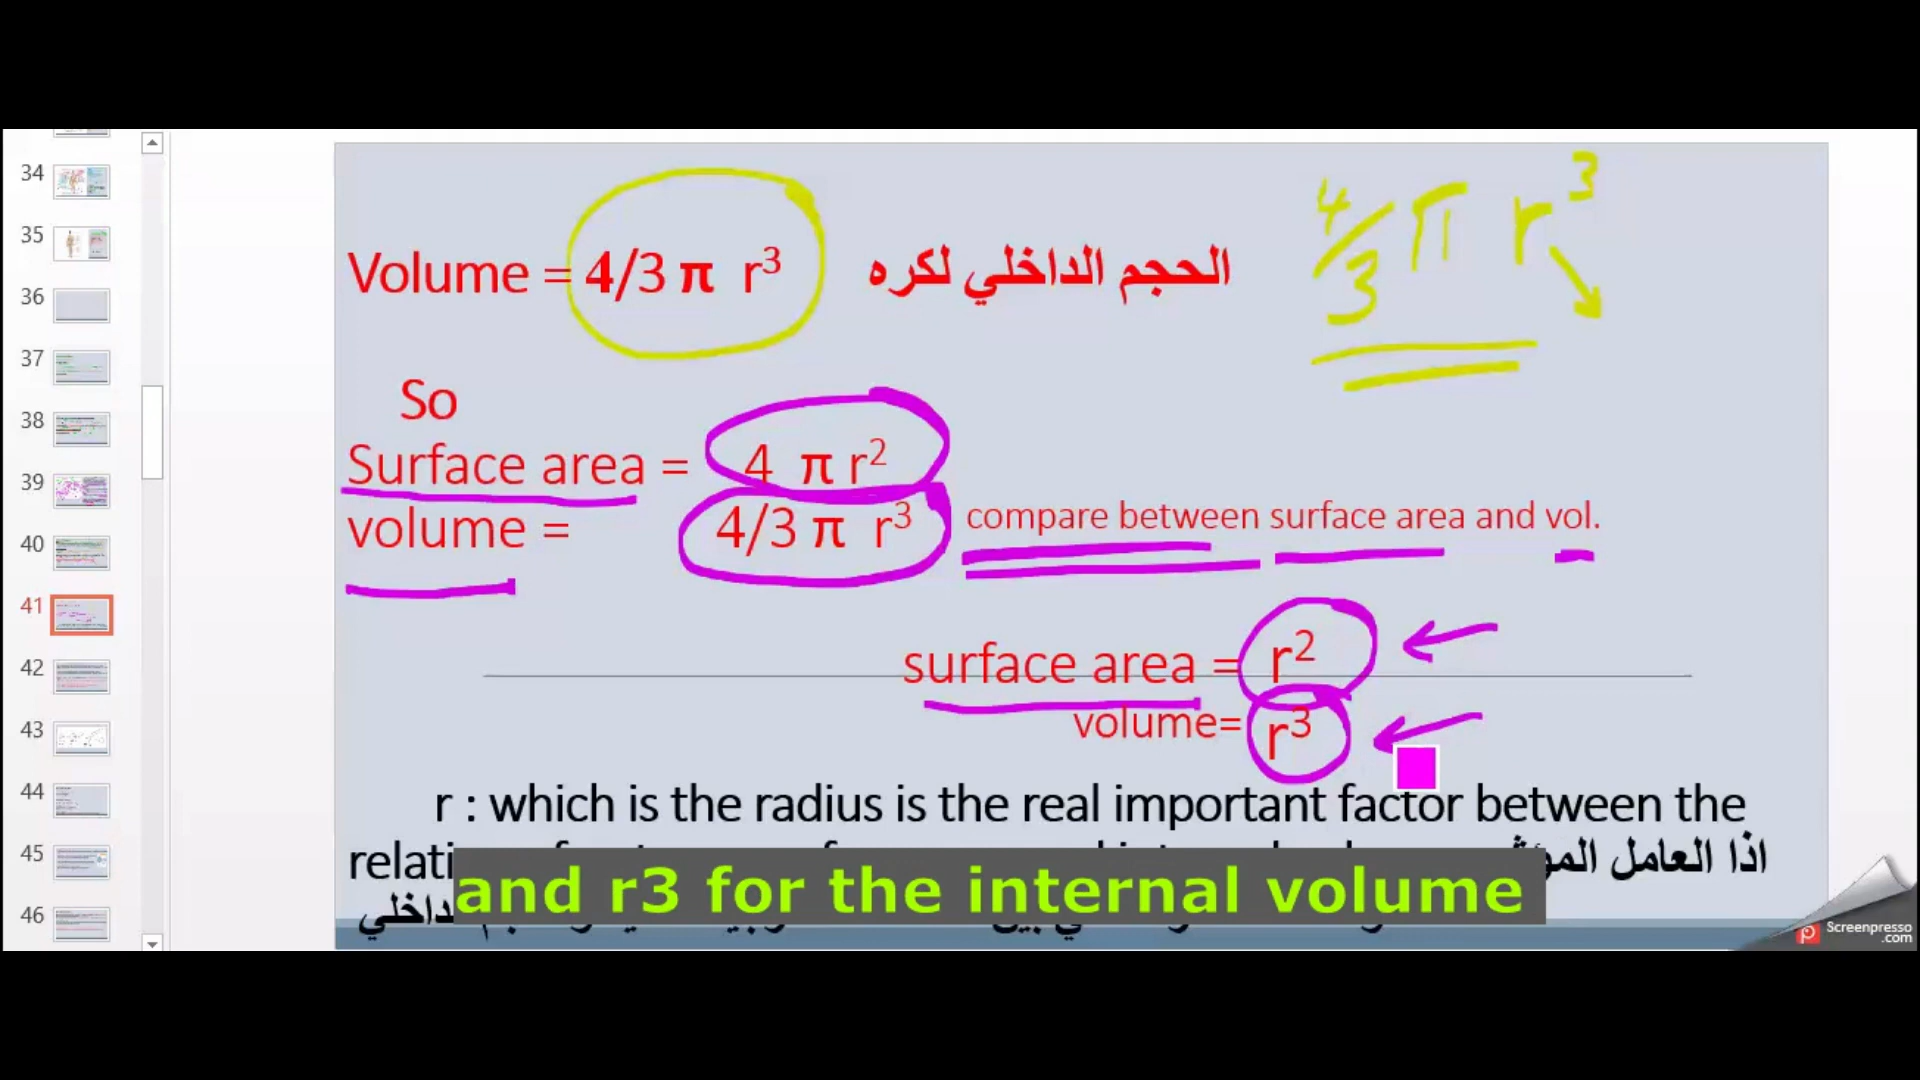 34
35
36
37
38
39
40
41
42
43
44
45
46
Volume = 4/3 π r³ الحجم الداخلي لكره
4/3 π r³
So
Surface area = 4 π r²
volume = 4/3 π r³ compare between surface area and vol.
surface area = r²
volume= r³
r : which is the radius is the real important factor between the
اذا العامل
and r3 for the internal volume
Screenpresso
.com